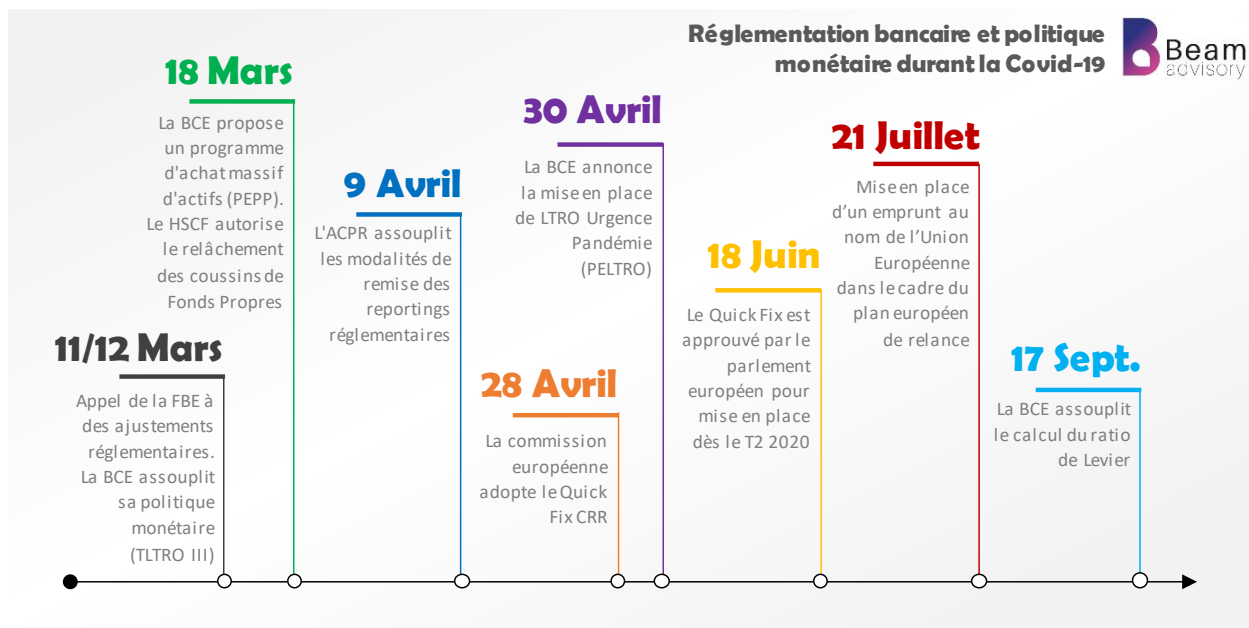 Réglementation bancaire et politique
monétaire durant la Covid-19
Beam
advisory
11/12 Mars
Appel de la FBE à
des ajustements
réglementaires.
La BCE assouplit
sa politique
monétaire
(TLTRO III)
18 Mars
La BCE propose
un programme
d'achat massif
d'actifs (PEPP).
Le HSCF autorise
le relâchement
des coussins de
Fonds Propres
9 Avril
L'ACPR assouplit
les modalités de
remise des
reportings
réglementaires
28 Avril
La commission
européenne
adopte le Quick
Fix CRR
30 Avril
La BCE annonce
la mise en place
de LTRO Urgence
Pandémie
(PELTRO)
18 Juin
Le Quick Fix est
approuvé par le
parlement
européen pour
mise en place
dès le T2 2020
21 Juillet
Mise en place
d’un emprunt au
nom de l’Union
Européenne
dans le cadre du
plan européen
de relance
17 Sept.
La BCE assouplit
le calcul du ratio
de Levier